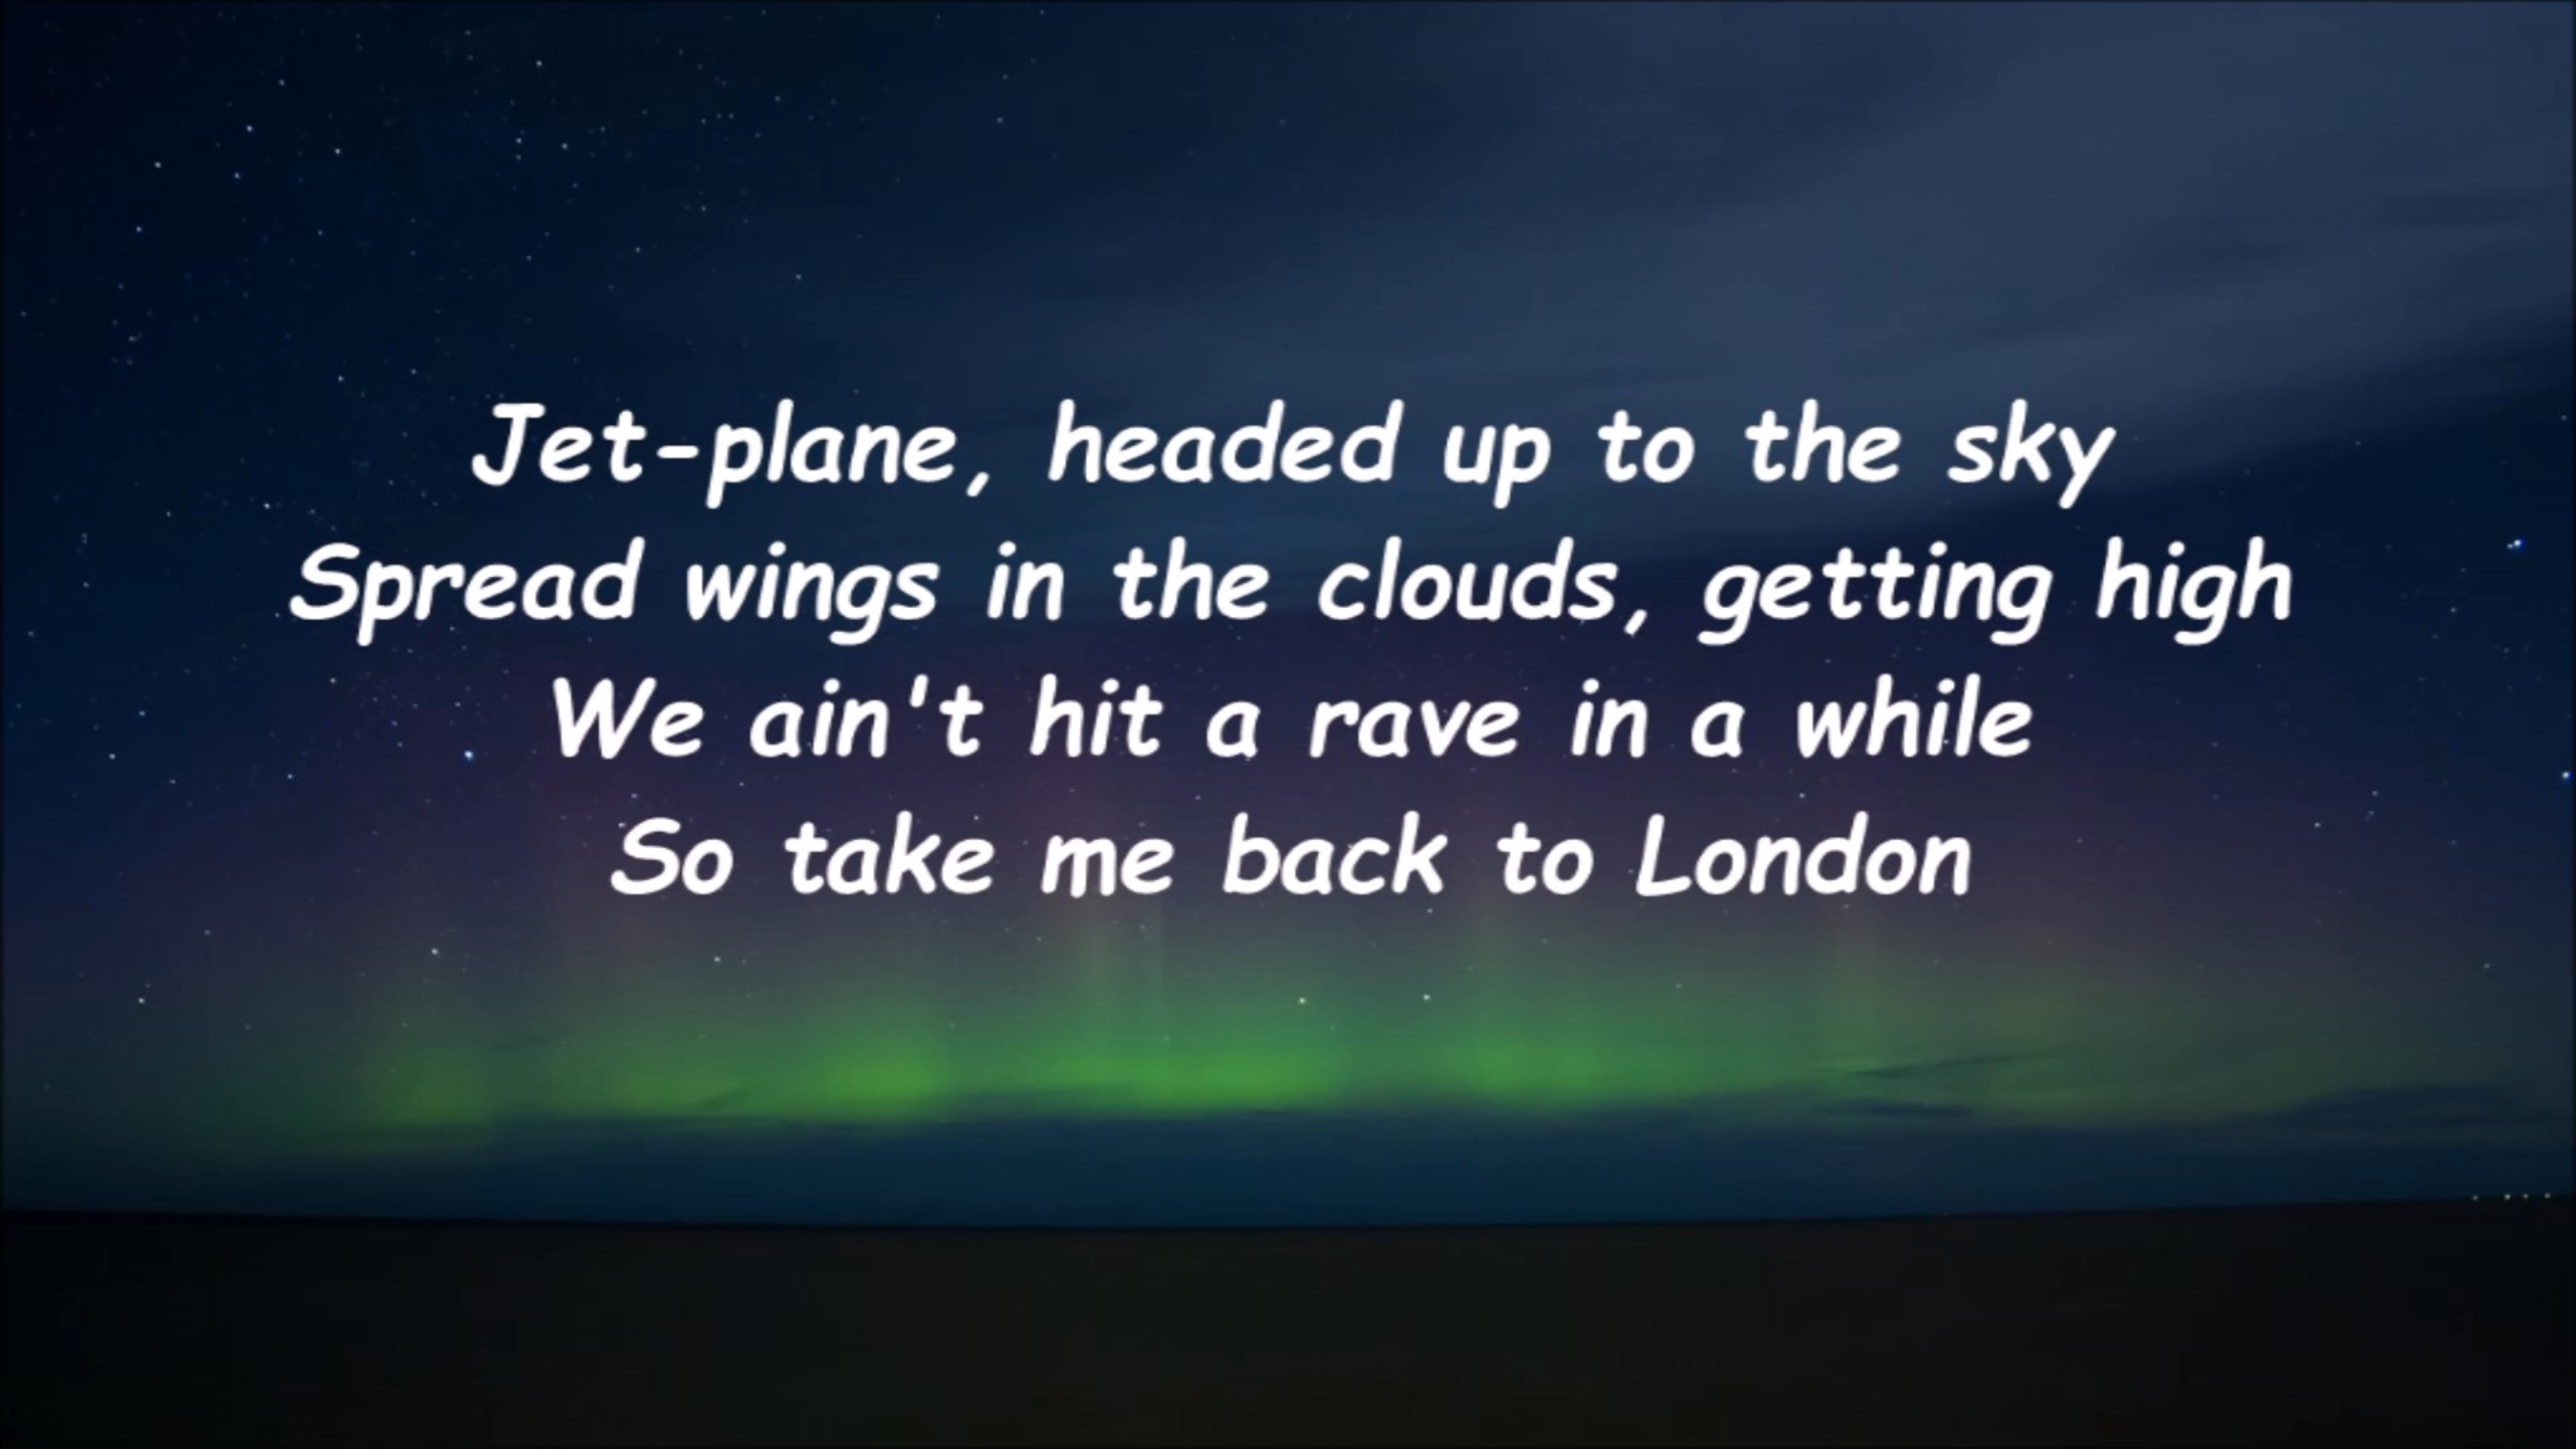 Jet-plane, headed up to the sky
Spread wings in the clouds, getting high
We ain't hit a rave in a while
So take me back to London